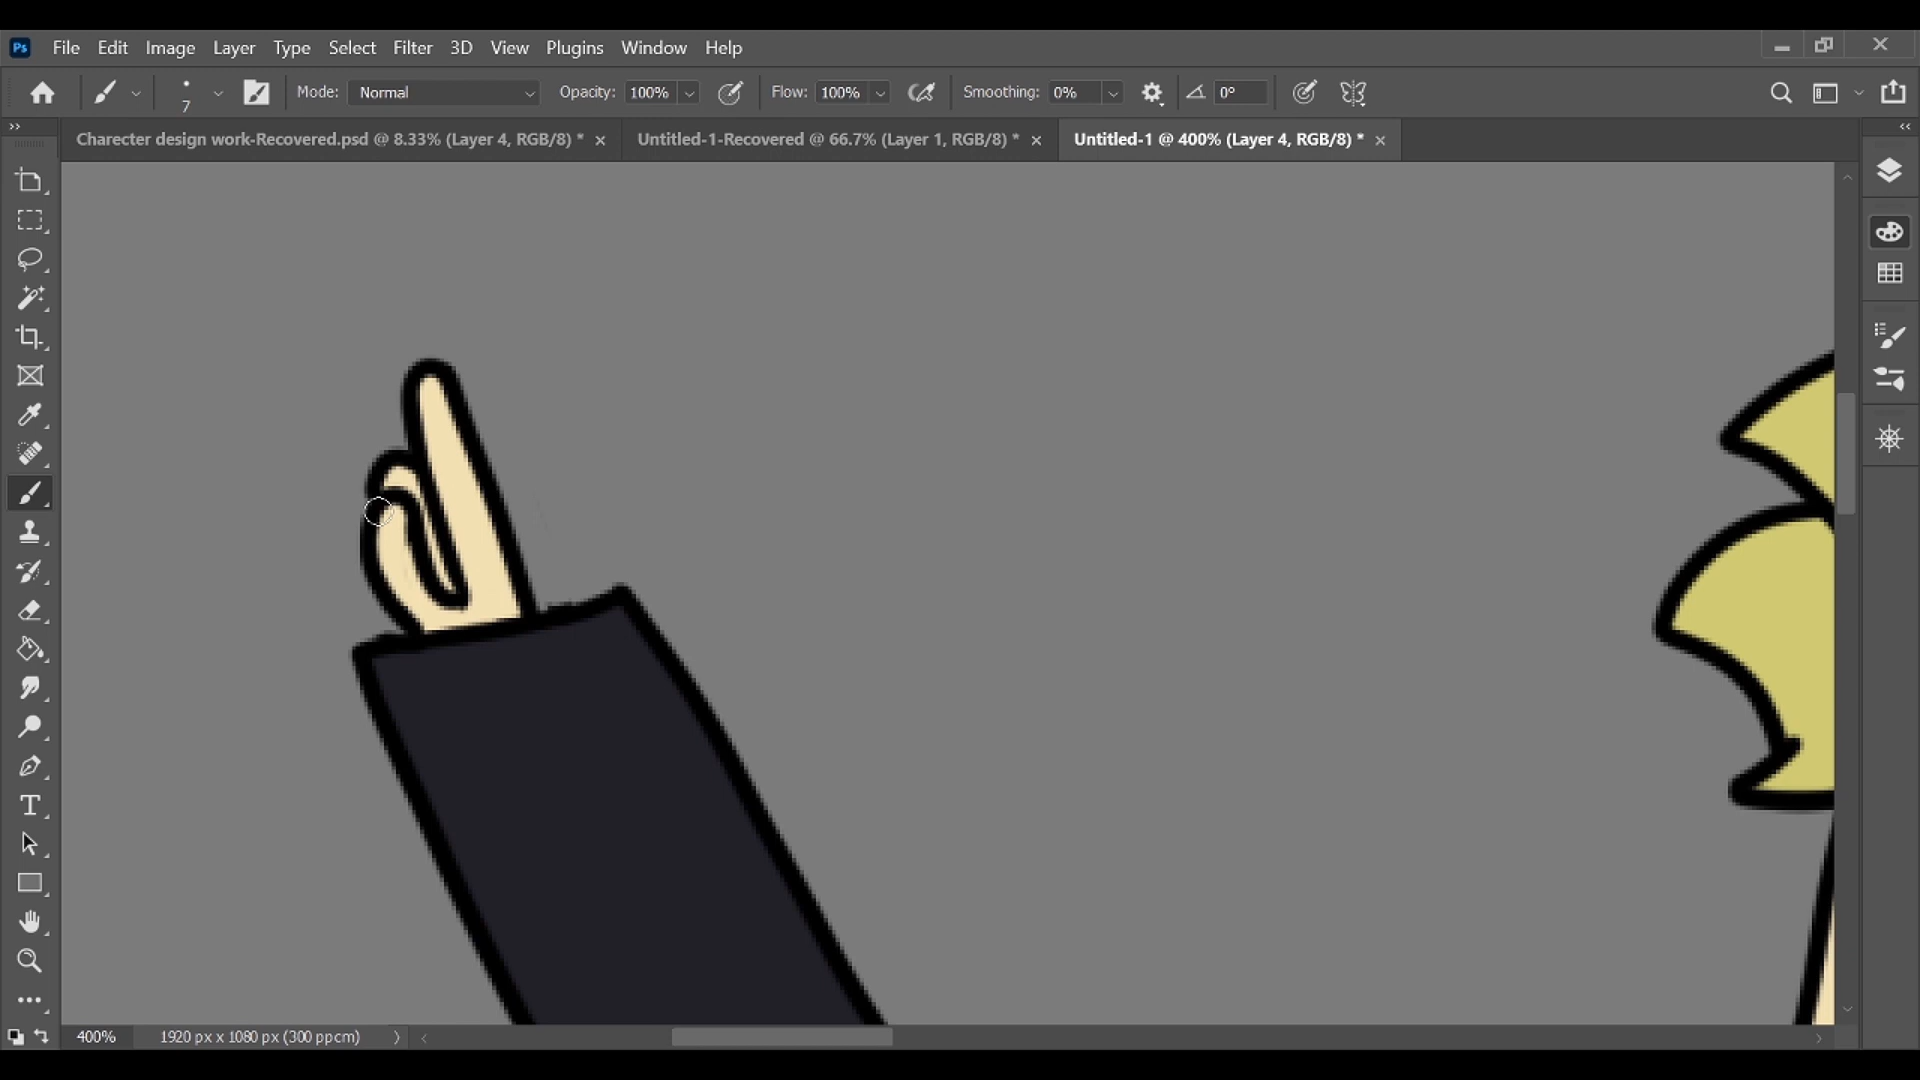 Ps File Edit Image Layer Type Select Filter 3D View Plugins Window Help
7 Mode: Normal Opacity: 100% Flow: 100% Smoothing: 0% 0°
Charecter design work-Recovered.psd @ 8.33% (Layer 4, RGB/8) * × Untitled-1-Recovered @ 66.7% (Layer 1, RGB/8) * × Untitled-1 @ 400% (Layer 4, RGB/8) * ×
T
400% 1920 px x 1080 px (300 ppcm)